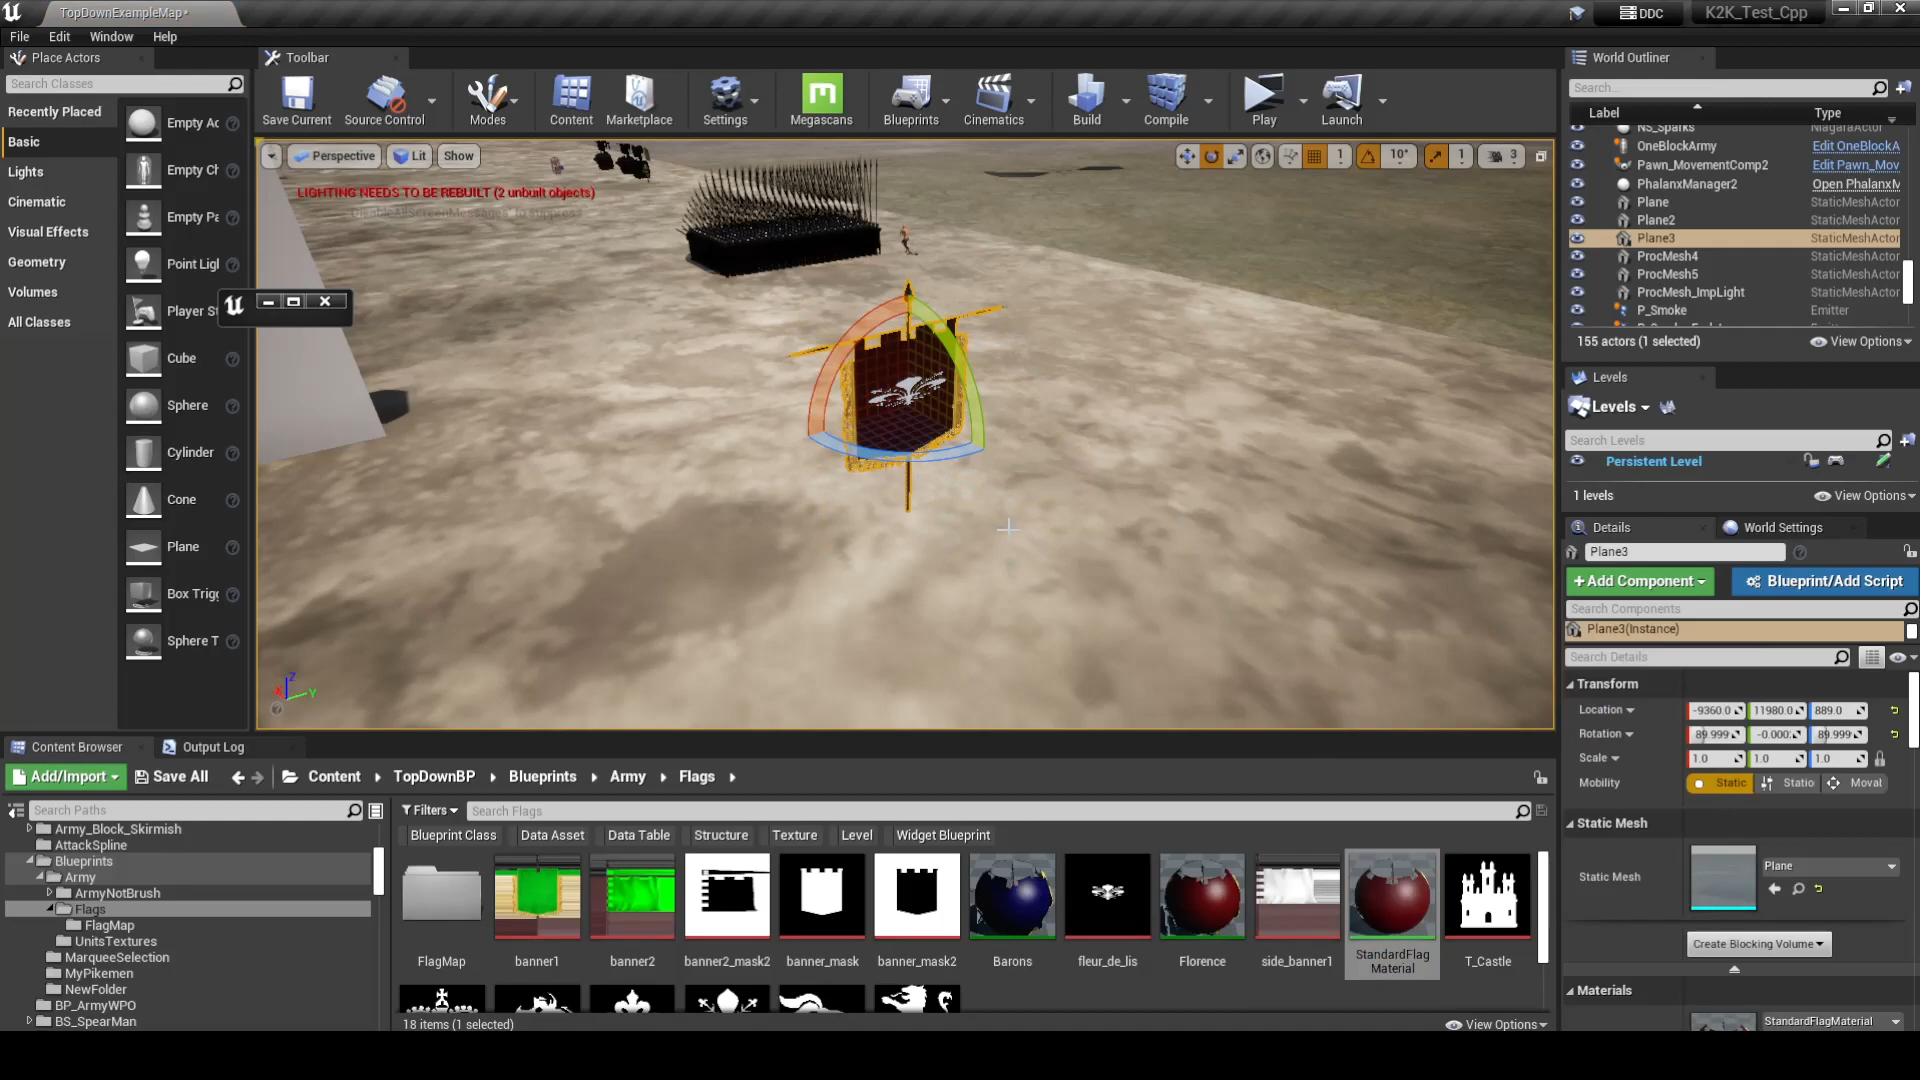 TopDownExampleMap*
DDC
K2K_Test_Cpp
File Edit Window Help
Place Actors
Toolbar
World Outliner
Search Classes
Save Current
Source Control
Modes
Content
Marketplace
Settings
Megascans
Blueprints
Cinematics
Build
Compile
Play
Launch
Search...
Label Type
Recently Placed
Basic
Lights
Cinematic
Visual Effects
Geometry
Volumes
All Classes
Empty Ac
Empty Ch
Empty Pa
Point Ligl
Player St
Cube
Sphere
Cylinder
Cone
Plane
Box Trigg
Sphere T
Perspective Lit Show
1 10° 1 3
LIGHTING NEEDS TO BE REBUILT (2 unbuilt objects)
'DisableAllScreenMessages' to suppress
X Y Z
NS_Sparks NiagaraActor
OneBlockArmy Edit OneBlockA
Pawn_MovementComp2 Edit Pawn_Mov
PhalanxManager2 Open PhalanxM
Plane StaticMeshActor
Plane2 StaticMeshActor
Plane3 StaticMeshActor
ProcMesh4 StaticMeshActor
ProcMesh5 StaticMeshActor
ProcMesh_ImpLight StaticMeshActor
P_Smoke Emitter
155 actors (1 selected) View Options
Levels
Levels
Search Levels
Persistent Level
1 levels View Options
Details World Settings
Plane3
+Add Component Blueprint/Add Script
Search Components
Plane3(Instance)
Search Details
Transform
Location -9360.0 11980.0 889.0
Rotation 89.999 -0.000 89.999
Scale 1.0 1.0 1.0
Mobility Static Statio Moval
Static Mesh
Static Mesh Plane
Create Blocking Volume
Materials
StandardFlagMaterial
Content Browser Output Log
Add/Import Save All Content TopDownBP Blueprints Army Flags
Search Paths
Army_Block_Skirmish
AttackSpline
Blueprints
Army
ArmyNotBrush
Flags
FlagMap
UnitsTextures
MarqueeSelection
MyPikemen
NewFolder
BP_ArmyWPO
BS_SpearMan
Filters Search Flags
Blueprint Class Data Asset Data Table Structure Texture Level Widget Blueprint
FlagMap
banner1
banner2
banner2_mask2
banner_mask
banner_mask2
Barons
fleur_de_lis
Florence
side_banner1
StandardFlag
Material
T_Castle
18 items (1 selected) View Options